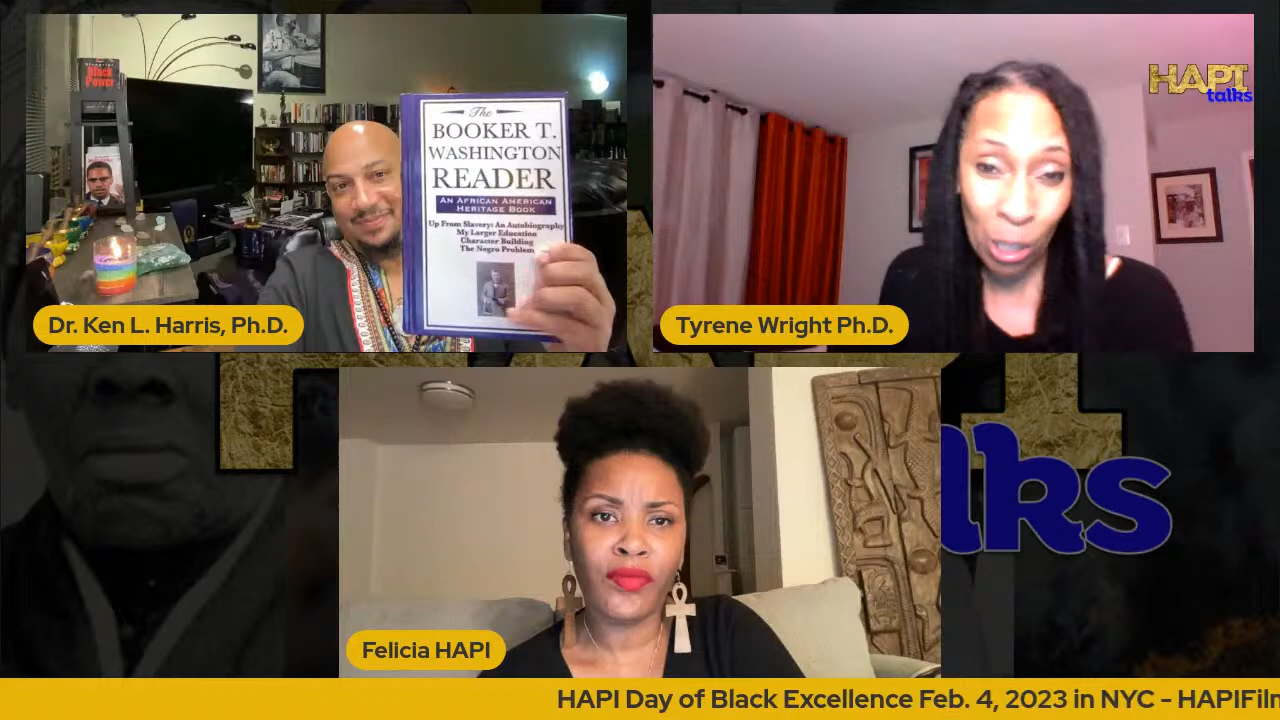 Black
Power
The
BOOKER T.
WASHINGTON
READER
AN AFRICAN AMERICAN
HERITAGE BOOK
Up From Slavery: An Autobiography
My Larger Education
Character Building
The Negro Problem
Dr. Ken L. Harris, Ph.D.
HAPI
talks
Tyrene Wright Ph.D.
lks
Felicia HAPI
HAPI Day of Black Excellence Feb. 4, 2023 in NYC - HAPIFil